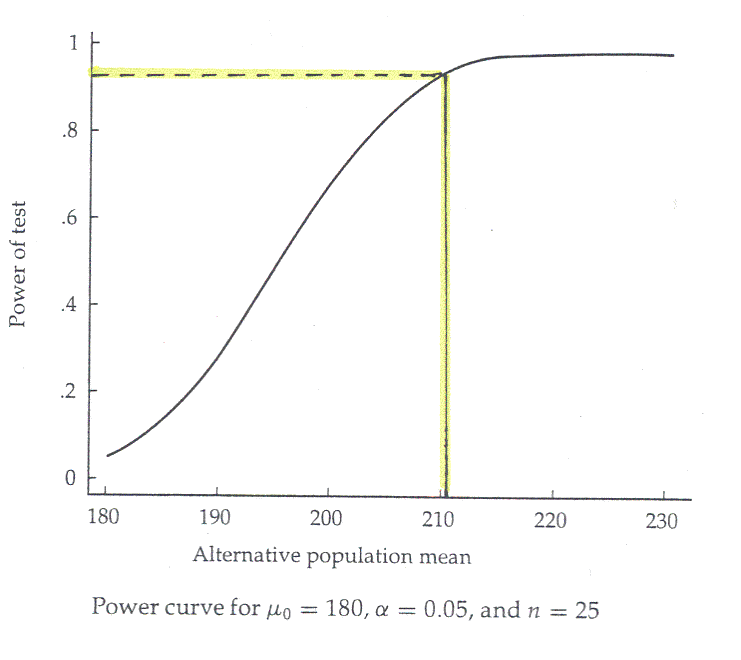 1
.8
.6
.4
.2
0
Power of test
180 190 200 210 220 230
Alternative population mean
Power curve for μ₀ = 180, α = 0.05, and n = 25